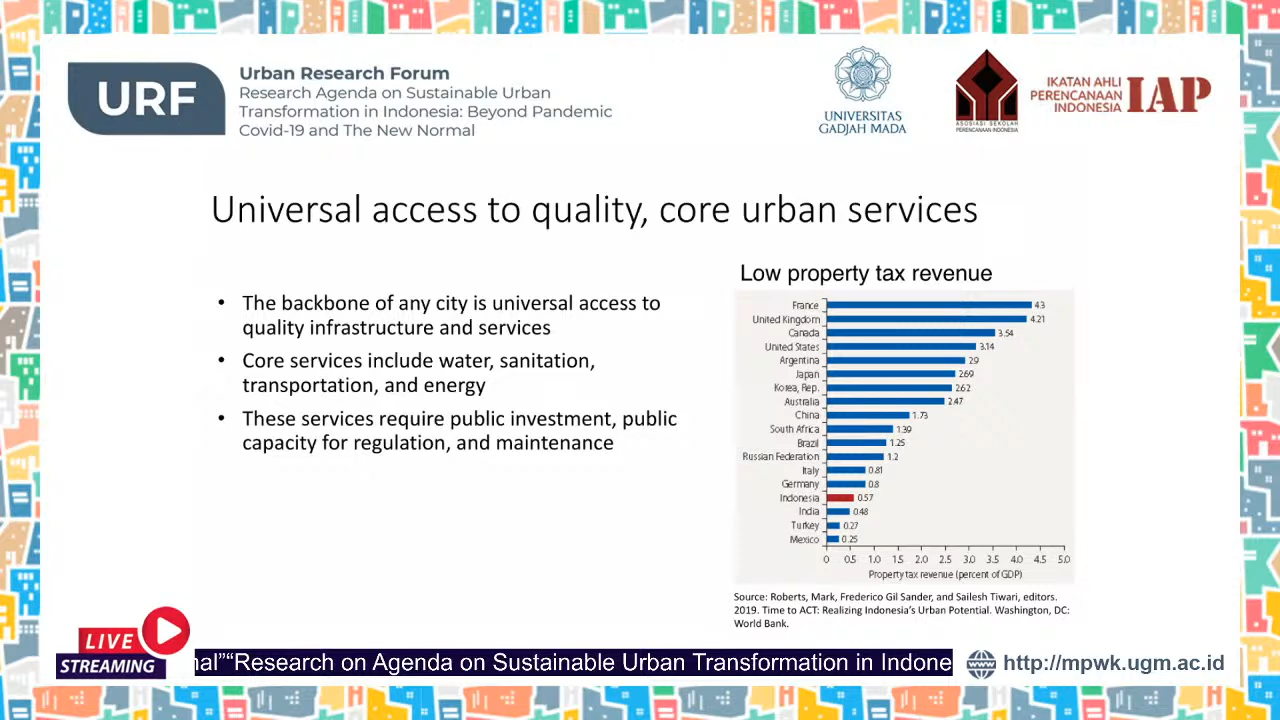 URF
Urban Research Forum
Research Agenda on Sustainable Urban
Transformation in Indonesia: Beyond Pandemic
Covid-19 and The New Normal
UNIVERSITAS
GADJAH MADA
ASOSIASI SEKOLAH
PERENCANAAN INDONESIA
IKATAN AHLI
PERENCANAAN
INDONESIA
IAP
Universal access to quality, core urban services
• The backbone of any city is universal access to
quality infrastructure and services
• Core services include water, sanitation,
transportation, and energy
• These services require public investment, public
capacity for regulation, and maintenance
Low property tax revenue
France 4.3
United Kingdom 4.21
Canada 3.54
United States 3.14
Argentina 2.9
Japan 2.69
Korea, Rep. 2.62
Australia 2.47
China 1.73
South Africa 1.39
Brazil 1.25
Russian Federation 1.2
Italy 0.81
Germany 0.8
Indonesia 0.57
India 0.48
Turkey 0.27
Mexico 0.25
0 0.5 1.0 1.5 2.0 2.5 3.0 3.5 4.0 4.5 5.0
Property tax revenue (percent of GDP)
Source: Roberts, Mark, Frederico Gil Sander, and Sailesh Tiwari, editors.
2019. Time to ACT: Realizing Indonesia's Urban Potential. Washington, DC:
World Bank.
LIVE
STREAMING
nal”“Research on Agenda on Sustainable Urban Transformation in Indone
http://mpwk.ugm.ac.id